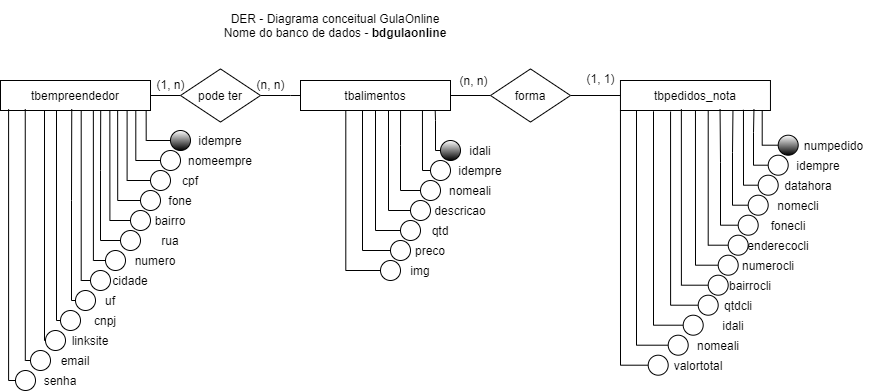 DER - Diagrama conceitual GulaOnline
Nome do banco de dados - bdgulaonline
tbempreendedor
(1, n)
pode ter
(n, n)
tbalimentos
(n, n)
forma
(1, 1)
tbpedidos_nota
idempre
nomeempre
cpf
fone
bairro
rua
numero
cidade
uf
cnpj
linksite
email
senha
idali
idempre
nomeali
descricao
qtd
preco
img
numpedido
idempre
datahora
nomecli
fonecli
enderecocli
numerocli
bairrocli
qtdcli
idali
nomeali
valortotal